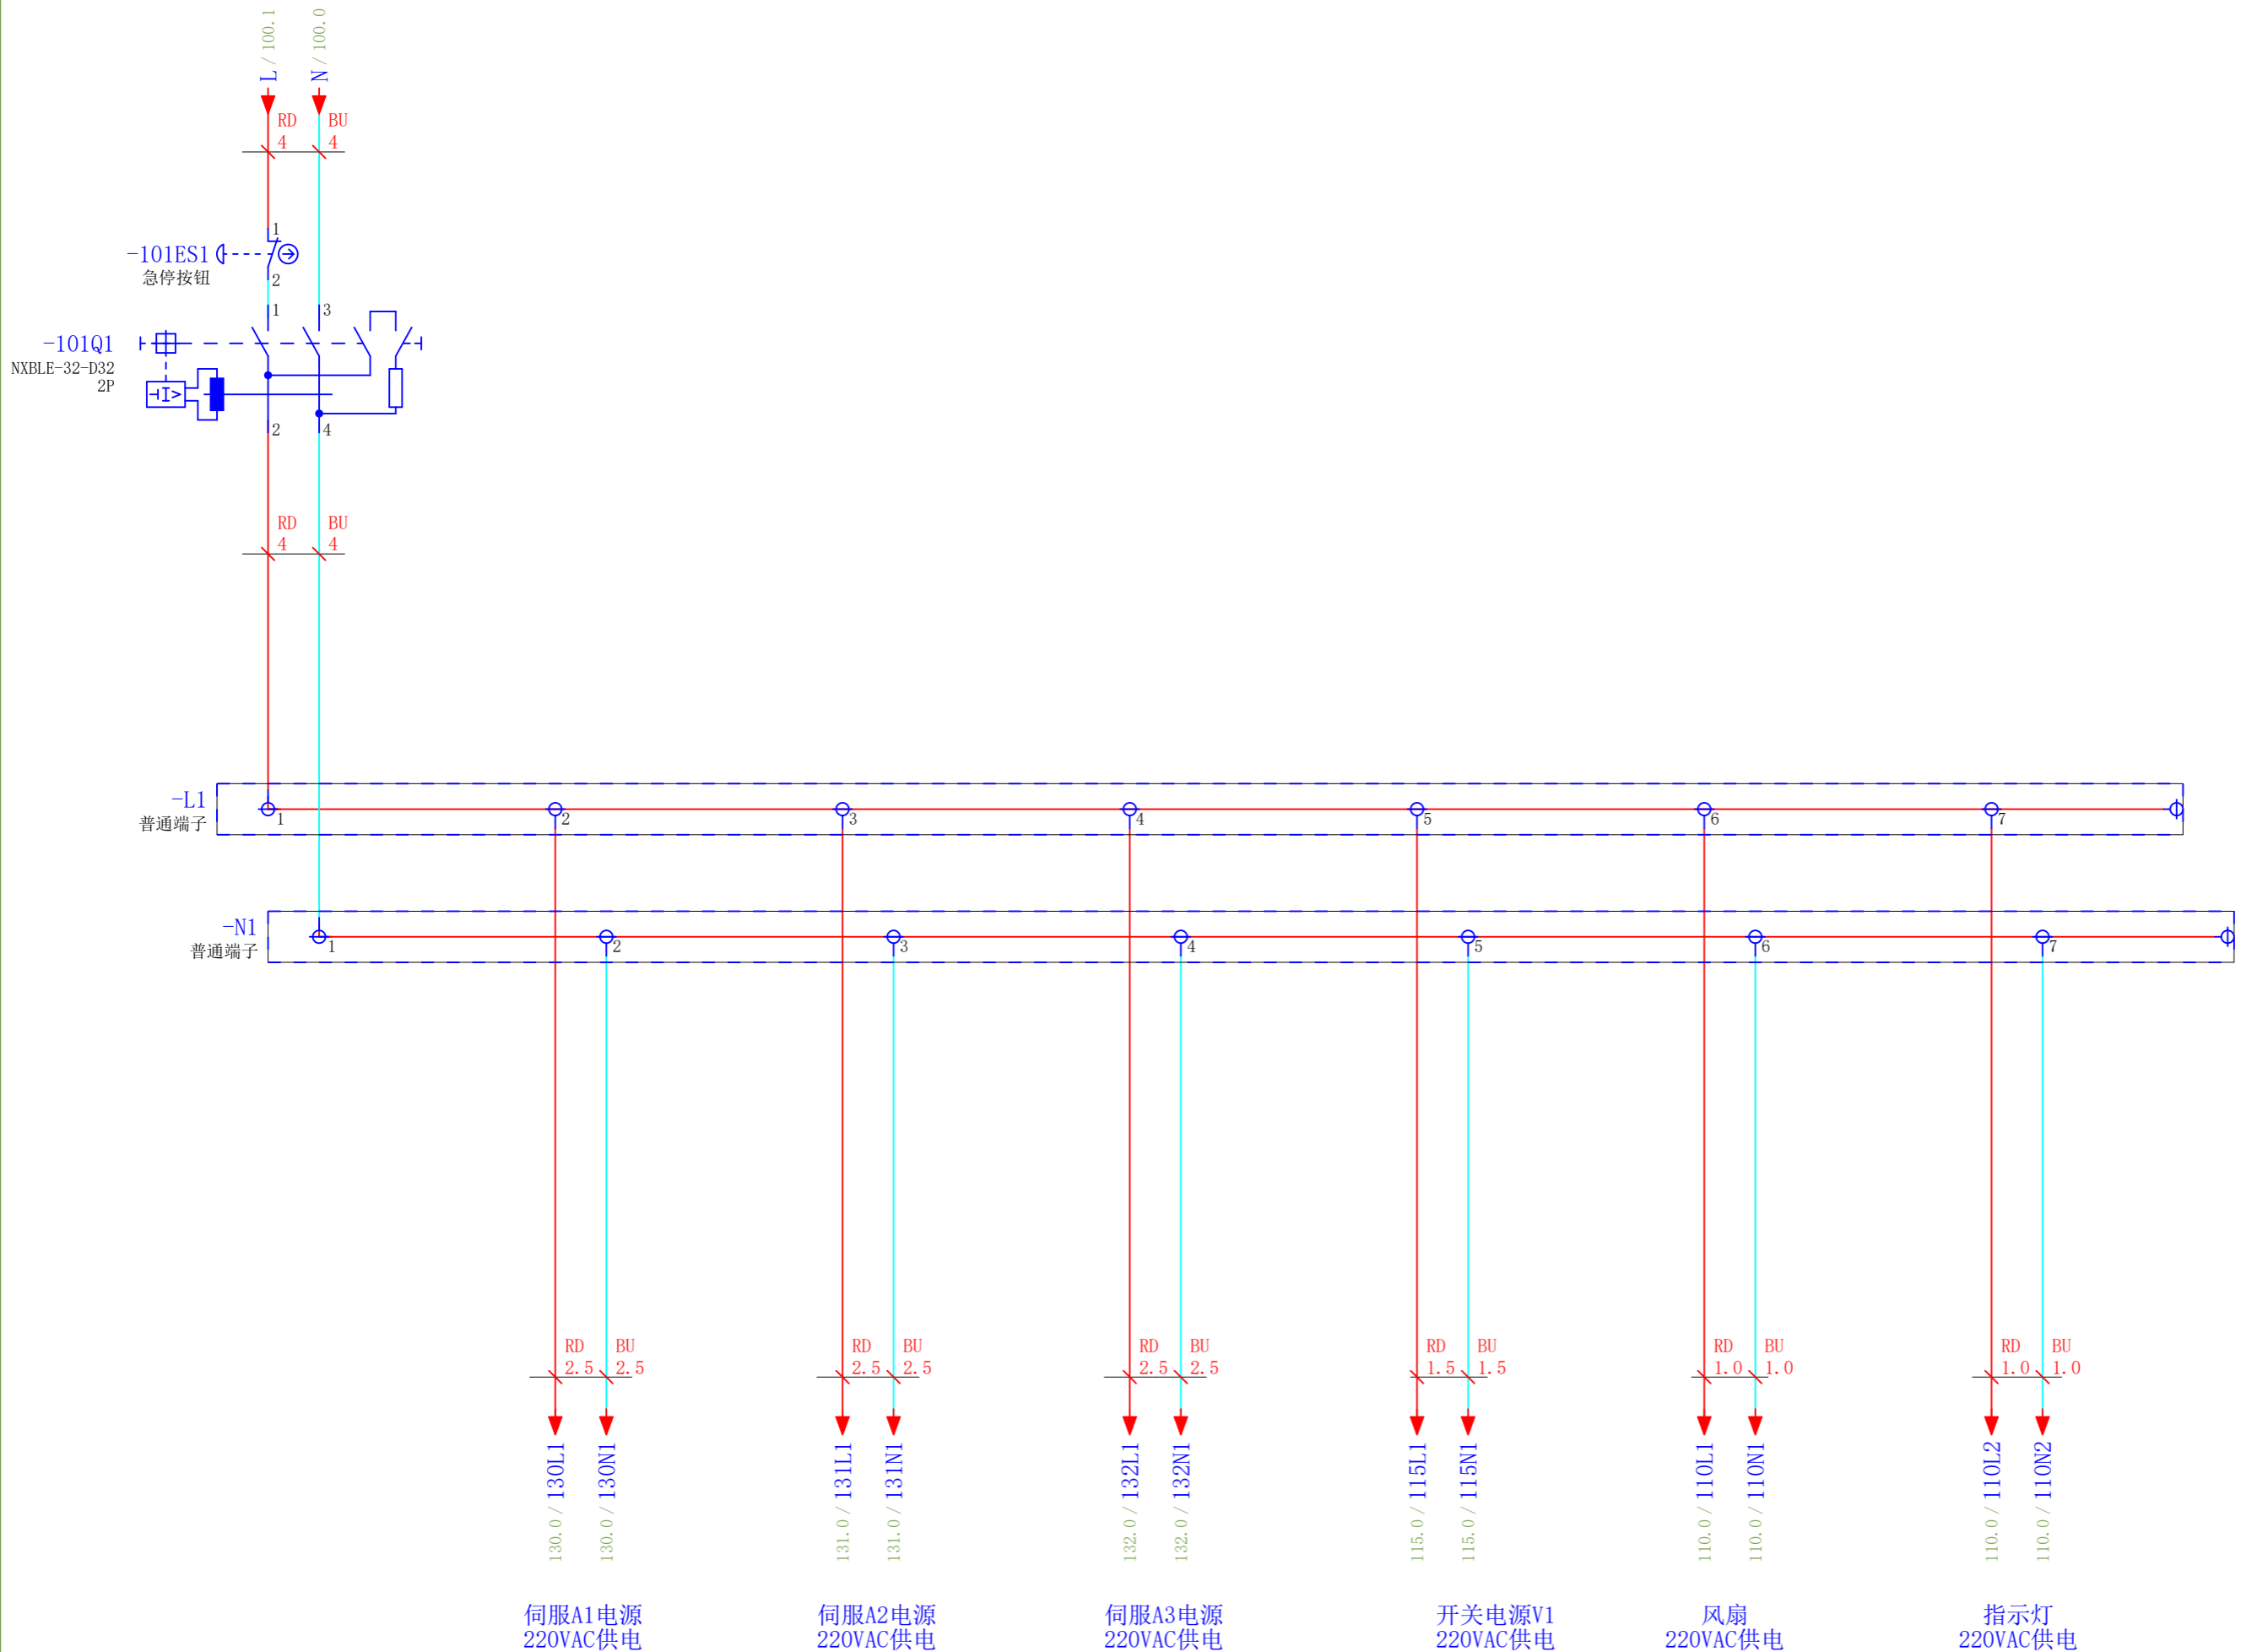 L / 100.1
N / 100.0
RD
4
BU
4
1
-101ES1
急停按钮
2
1
3
-101Q1
NXBLE-32-D32
2P
I>
2
4
RD
4
BU
4
-L1
普通端子
1
2
3
4
5
6
7
-N1
普通端子
1
2
3
4
5
6
7
RD
2.5
BU
2.5
RD
2.5
BU
2.5
RD
2.5
BU
2.5
RD
1.5
BU
1.5
RD
1.0
BU
1.0
RD
1.0
BU
1.0
130.0 / 130L1
130.0 / 130N1
131.0 / 131L1
131.0 / 131N1
132.0 / 132L1
132.0 / 132N1
115.0 / 115L1
115.0 / 115N1
110.0 / 110L1
110.0 / 110N1
110.0 / 110L2
110.0 / 110N2
伺服A1电源
220VAC供电
伺服A2电源
220VAC供电
伺服A3电源
220VAC供电
开关电源V1
220VAC供电
风扇
220VAC供电
指示灯
220VAC供电